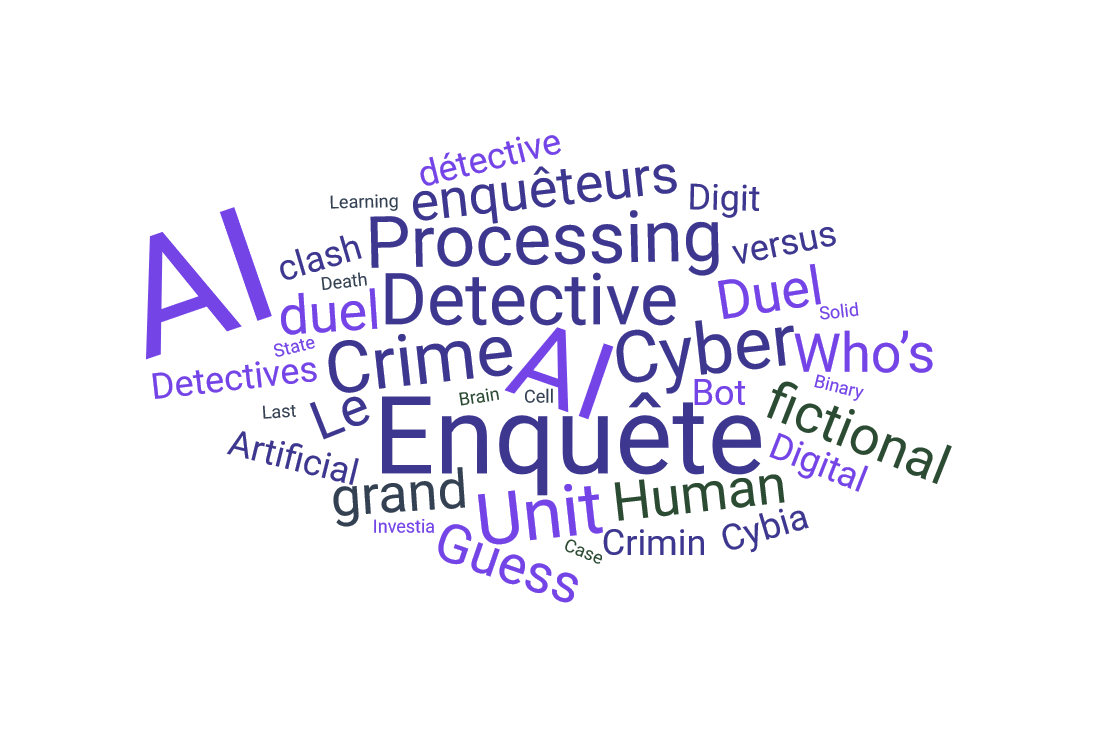 détective
enquêteurs
Learning
Digit
AI
Processing
versus
clash
Death
Detective
Duel
duel
Solid
State
Crime
AI
Cyber
Who’s
Detectives
Brain
Cell
Bot
Binary
Last
Le
Enquête
fictional
Artificial
Digital
grand
Unit
Human
Investia
Guess
Case
Crimin
Cybia